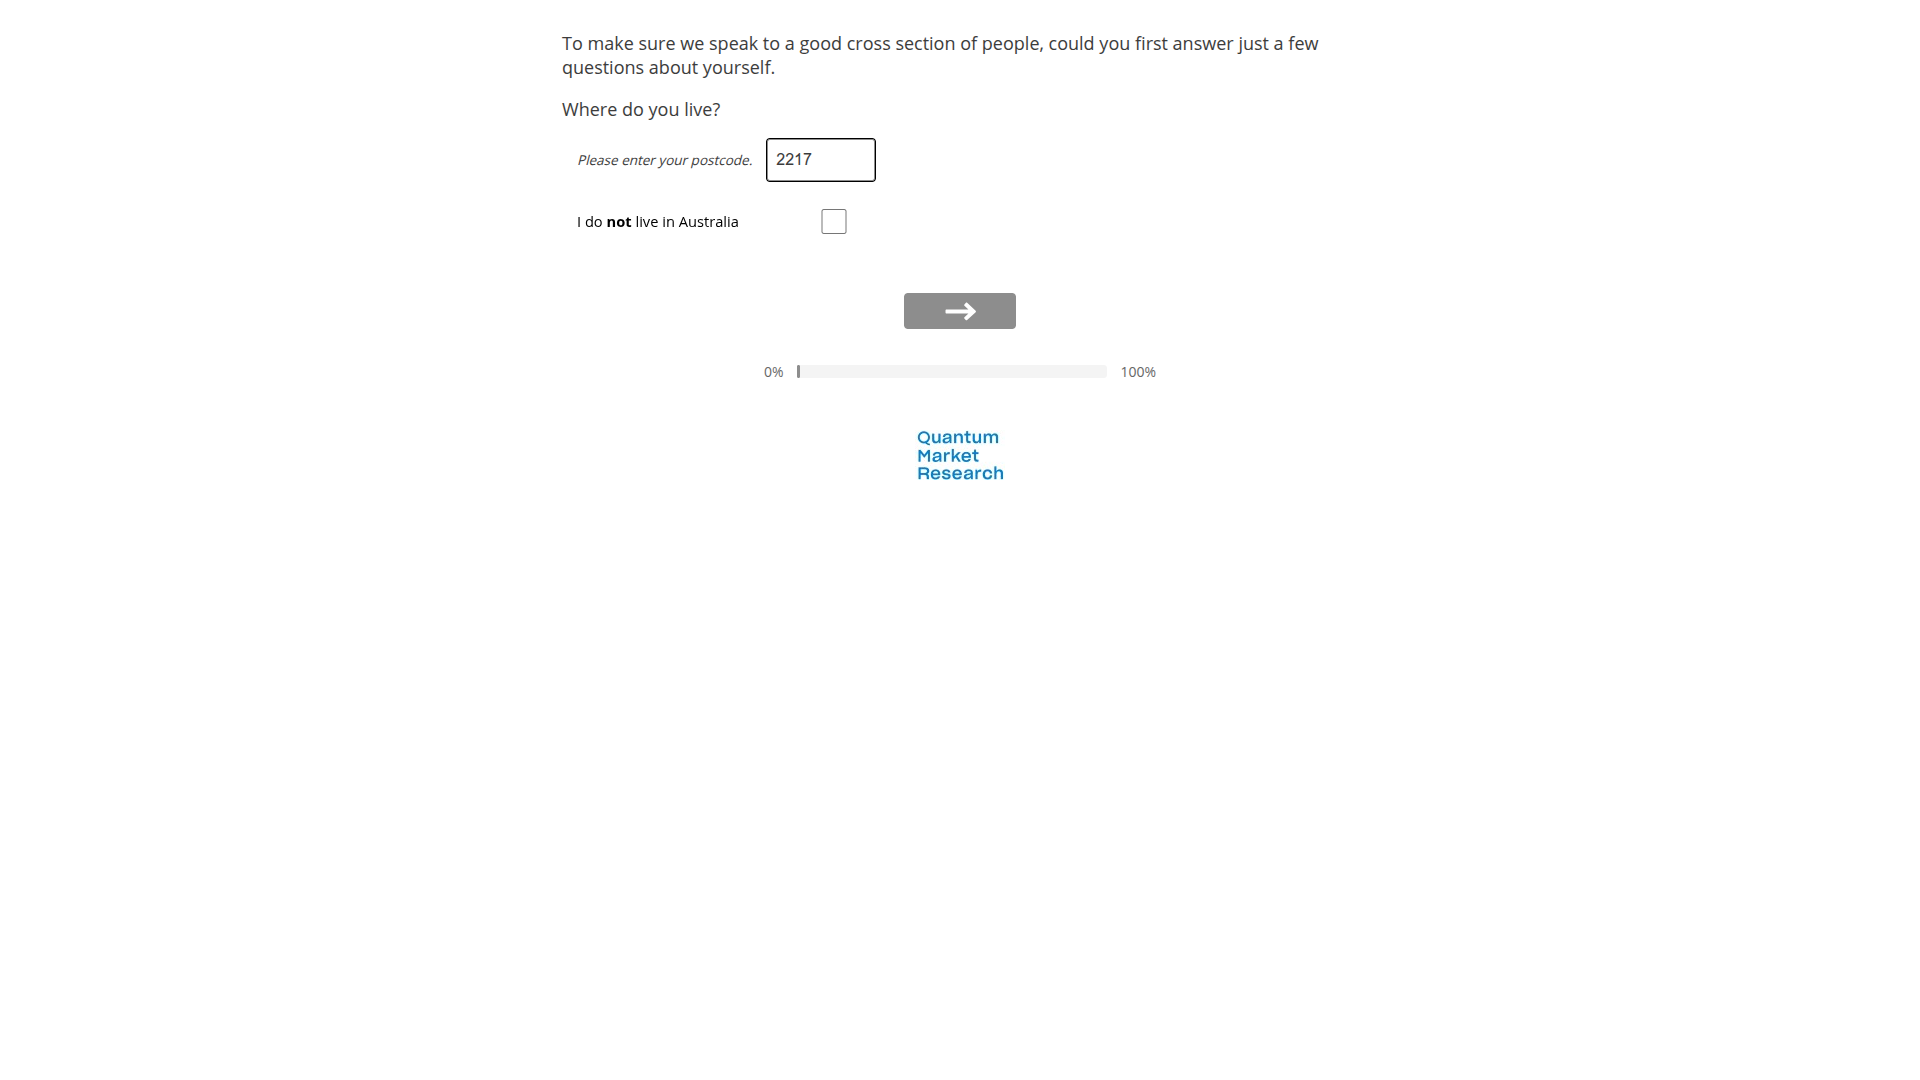 To make sure we speak to a good cross section of people, could you first answer just a few
questions about yourself.
Where do you live?
Please enter your postcode.
2217
I do not live in Australia
0%
100%
Quantum
Market
Research